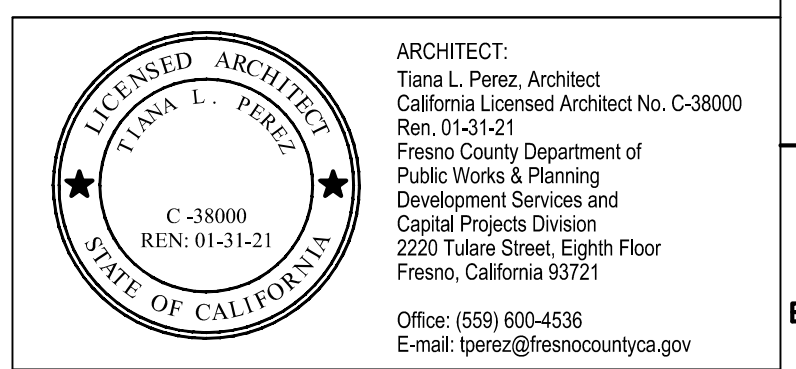 LICENSED ARCHITECT
TIANA L. PEREZ
C -38000
REN: 01-31-21
STATE OF CALIFORNIA
ARCHITECT:
Tiana L. Perez, Architect
California Licensed Architect No. C-38000
Ren. 01-31-21
Fresno County Department of
Public Works & Planning
Development Services and
Capital Projects Division
2220 Tulare Street, Eighth Floor
Fresno, California 93721
Office: (559) 600-4536
E-mail: tperez@fresnocountyca.gov